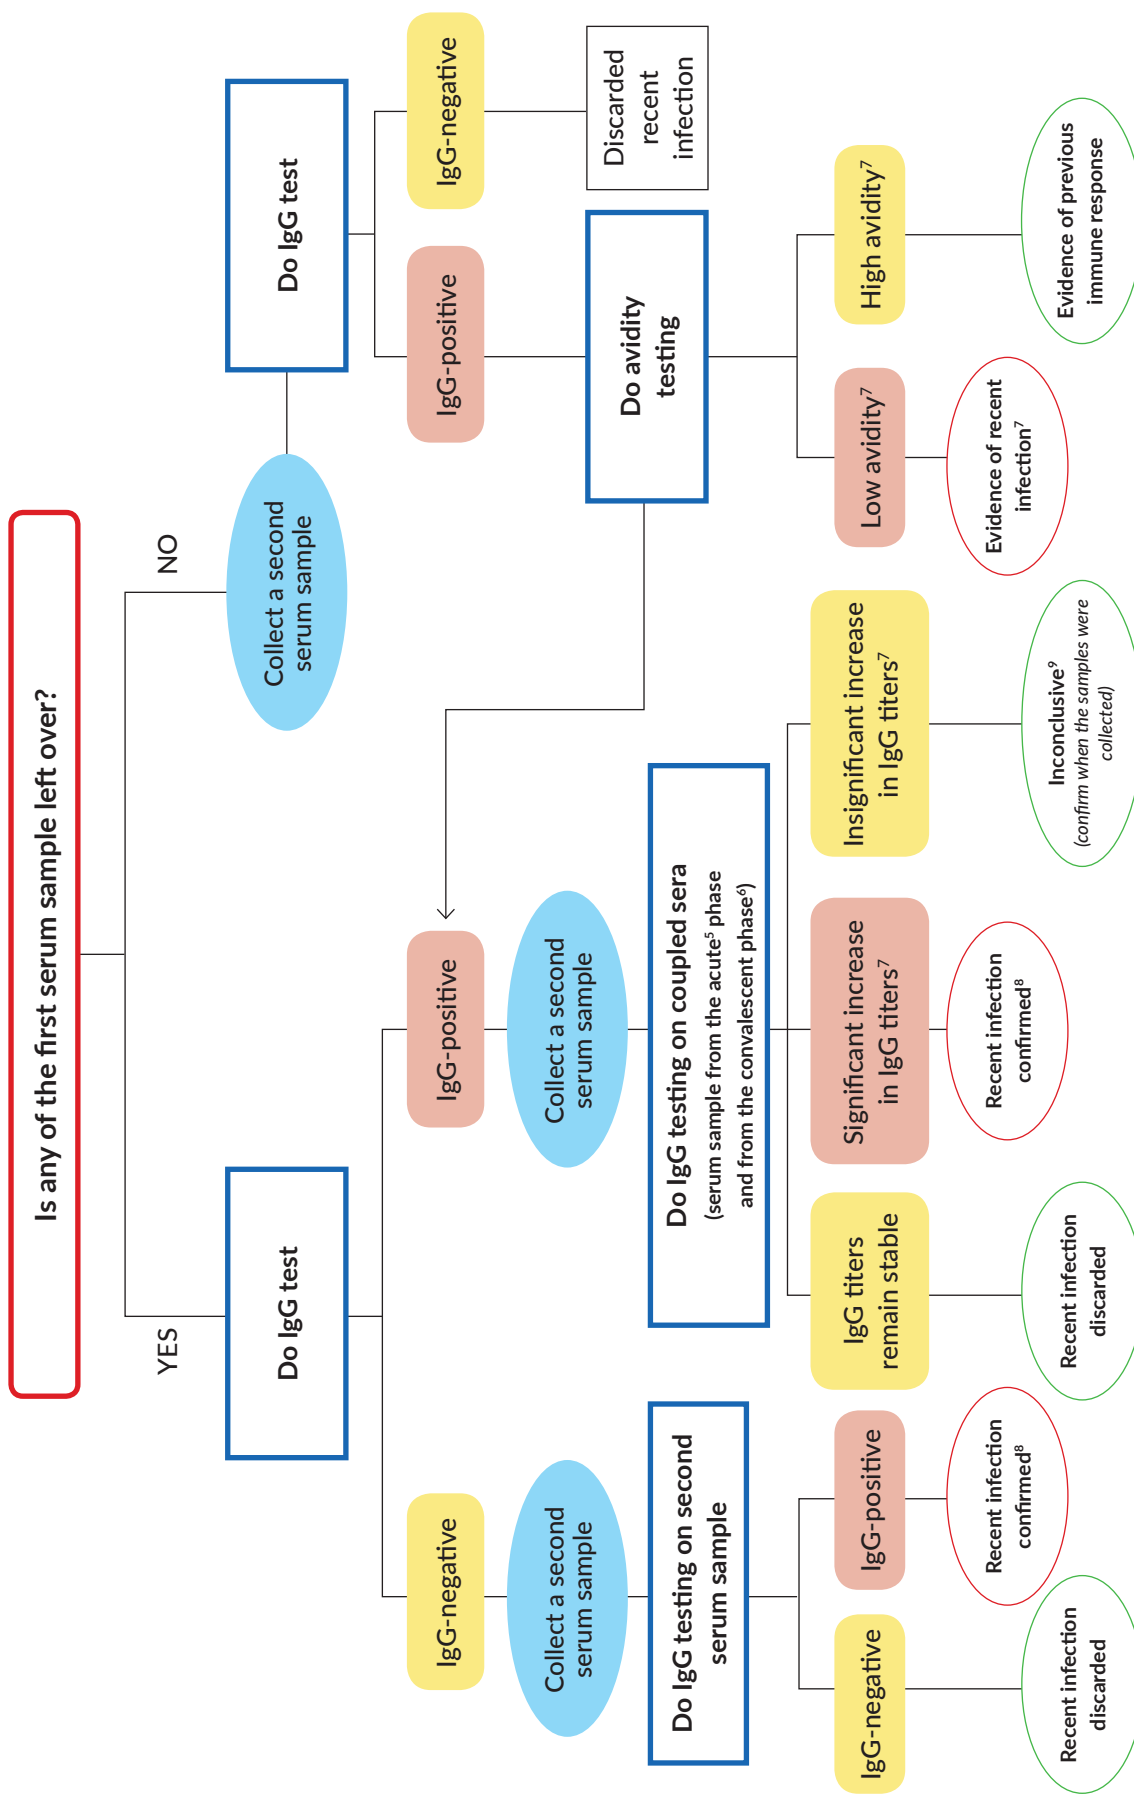 Is any of the first serum sample left over?
YES
NO
Do IgG test
Collect a second
serum sample
Do IgG test
IgG-negative
IgG-positive
IgG-positive
IgG-negative
Collect a second
serum sample
Collect a second
serum sample
Do avidity
testing
Discarded
recent
infection
Do IgG testing on second
serum sample
Do IgG testing on coupled sera
(serum sample from the acute⁵ phase
and from the convalescent phase⁶)
IgG-negative
IgG-positive
IgG titers
remain stable
Significant increase
in IgG titers⁷
Insignificant increase
in IgG titers⁷
Low avidity⁷
High avidity⁷
Recent infection
discarded
Recent infection
confirmed⁸
Recent infection
discarded
Recent infection
confirmed⁸
Inconclusive⁹
(confirm when the samples were
collected)
Evidence of recent
infection⁷
Evidence of previous
immune response